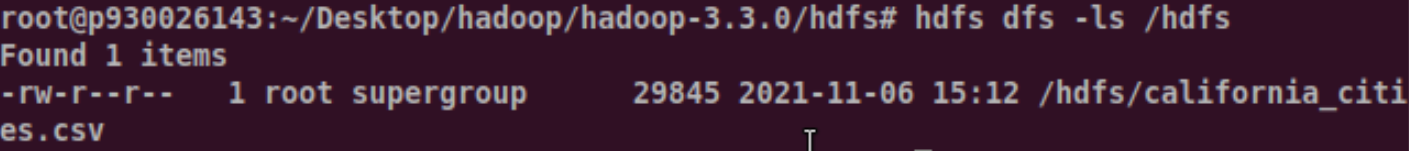 root@p930026143:~/Desktop/hadoop/hadoop-3.3.0/hdfs# hdfs dfs -ls /hdfs
Found 1 items
-rw-r--r--   1 root supergroup      29845 2021-11-06 15:12 /hdfs/california_citi
es.csv